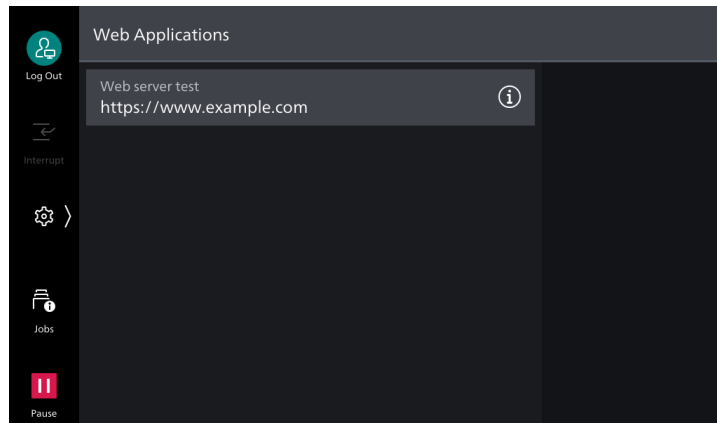 Web Applications
Log Out
Web server test
https://www.example.com
Interrupt
Jobs
Pause